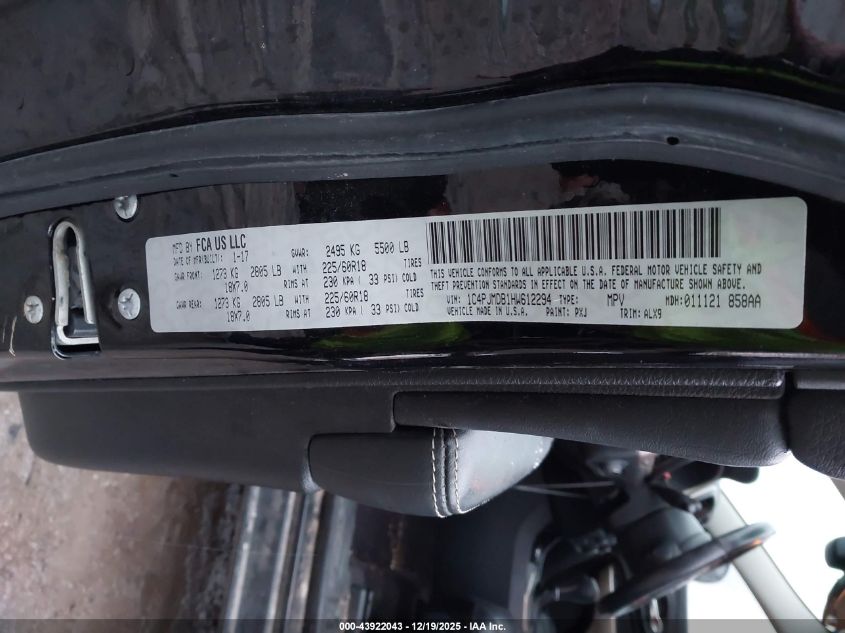 MFD BY FCA US LLC
DATE OF MFR(BUILT): 1-17 GVWR: 2495 KG 5500 LB
GAWR FRONT: 1273 KG 2805 LB WITH 225/60R18 TIRES
18X7.0 RIMS AT 230 KPA ( 33 PSI) COLD
GAWR REAR: 1273 KG 2805 LB WITH 225/60R18 TIRES
18X7.0 RIMS AT 230 KPA ( 33 PSI) COLD
THIS VEHICLE CONFORMS TO ALL APPLICABLE U.S.A. FEDERAL MOTOR VEHICLE SAFETY,
BUMPER, AND THEFT PREVENTION STANDARDS IN EFFECT ON THE DATE OF MANUFACTURE SHOWN ABOVE.
VIN: 1C4PJMDB1HW612294 TYPE: MPV MDH: 011121 858AA
VEHICLE MADE IN U.S.A. PAINT: PXJ TRIM: ALX9
000-43922043 - 12/19/2025 - IAA Inc.